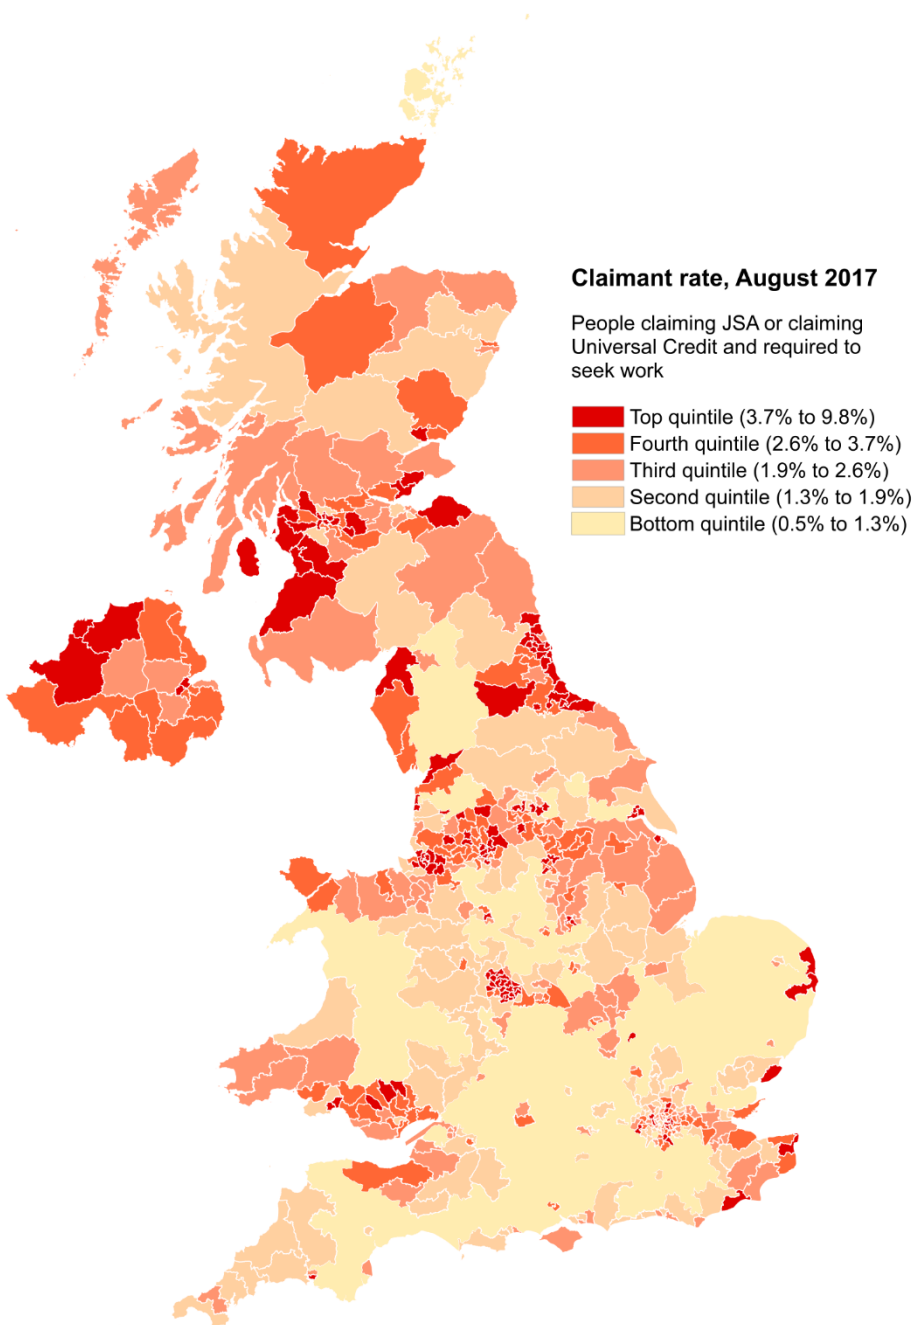 Claimant rate, August 2017
People claiming JSA or claiming
Universal Credit and required to
seek work
Top quintile (3.7% to 9.8%)
Fourth quintile (2.6% to 3.7%)
Third quintile (1.9% to 2.6%)
Second quintile (1.3% to 1.9%)
Bottom quintile (0.5% to 1.3%)